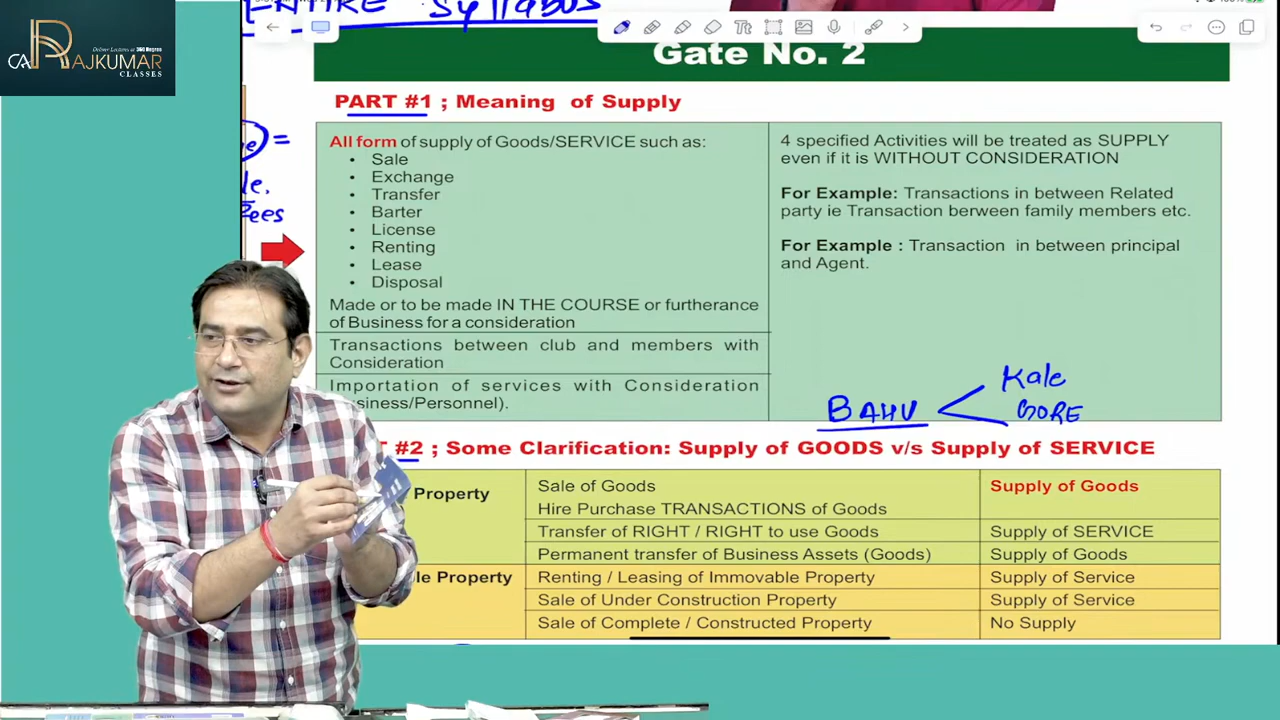 ENTIRE Syllabus
Deliver Lectures at 360 Degree
CA RAJKUMAR
CLASSES
Gate No. 2
PART #1 ; Meaning of Supply
All form of supply of Goods/SERVICE such as:
• Sale
• Exchange
• Transfer
• Barter
• License
• Renting
• Lease
• Disposal
Made or to be made IN THE COURSE or furtherance
of Business for a consideration
Transactions between club and members with
Consideration
Importation of services with Consideration
Personnel).
4 specified Activities will be treated as SUPPLY
even if it is WITHOUT CONSIDERATION
For Example: Transactions in between Related
party ie Transaction berween family members etc.
For Example : Transaction in between principal
and Agent.
BAHU
Kale
GORE
#2 ; Some Clarification: Supply of GOODS v/s Supply of SERVICE
Property
Sale of Goods
Supply of Goods
Hire Purchase TRANSACTIONS of Goods
Transfer of RIGHT / RIGHT to use Goods
Supply of SERVICE
Permanent transfer of Business Assets (Goods)
Supply of Goods
Property
Renting / Leasing of Immovable Property
Supply of Service
Sale of Under Construction Property
Supply of Service
Sale of Complete / Constructed Property
No Supply